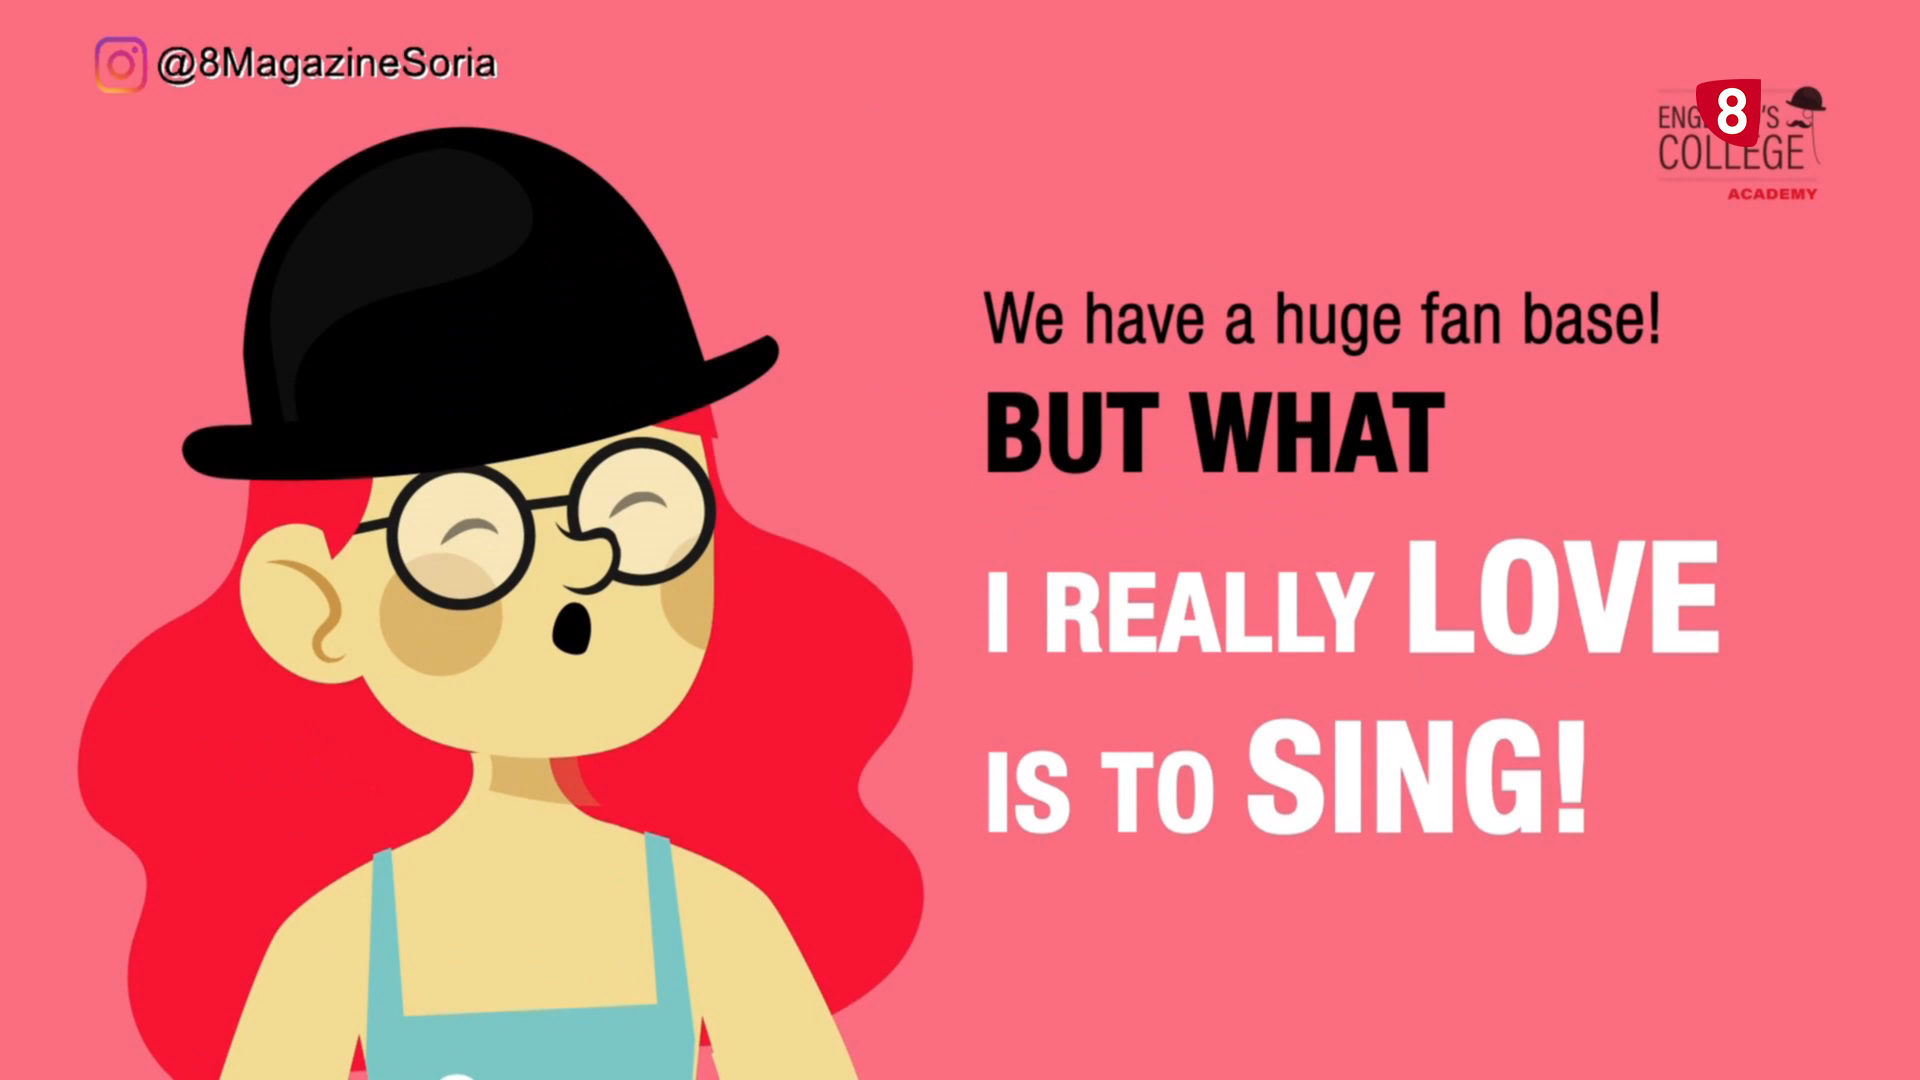 @8MagazineSoria
8
COLLEGE
ACADEMY
We have a huge fan base!
BUT WHAT
I REALLY LOVE
IS TO SING!